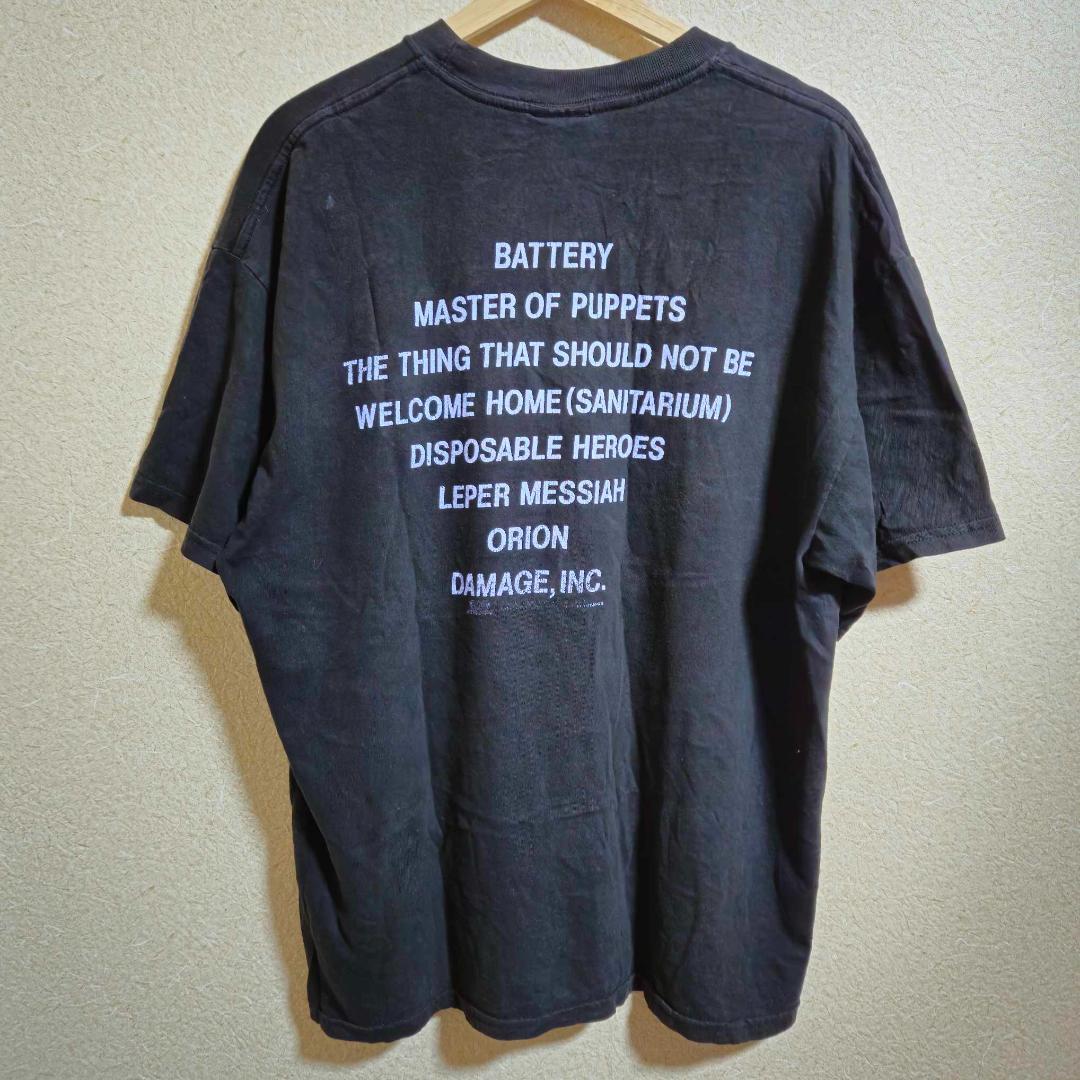 BATTERY
MASTER OF PUPPETS
THE THING THAT SHOULD NOT BE
WELCOME HOME (SANITARIUM)
DISPOSABLE HEROES
LEPER MESSIAH
ORION
DAMAGE, INC.